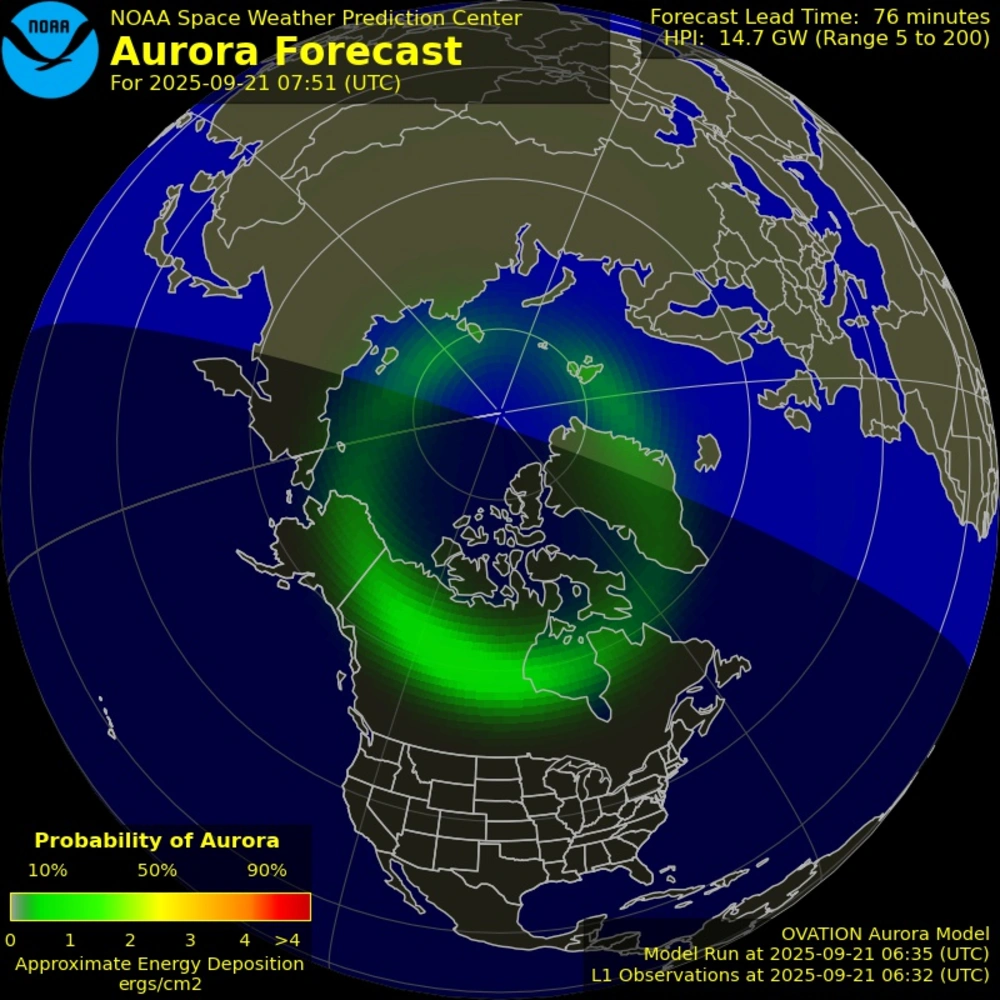 NOAA
NOAA Space Weather Prediction Center
Aurora Forecast
For 2025-09-21 07:51 (UTC)
Forecast Lead Time: 76 minutes
HPI: 14.7 GW (Range 5 to 200)
Probability of Aurora
10% 50% 90%
0 1 2 3 4 >4
Approximate Energy Deposition
ergs/cm2
OVATION Aurora Model
Model Run at 2025-09-21 06:35 (UTC)
L1 Observations at 2025-09-21 06:32 (UTC)